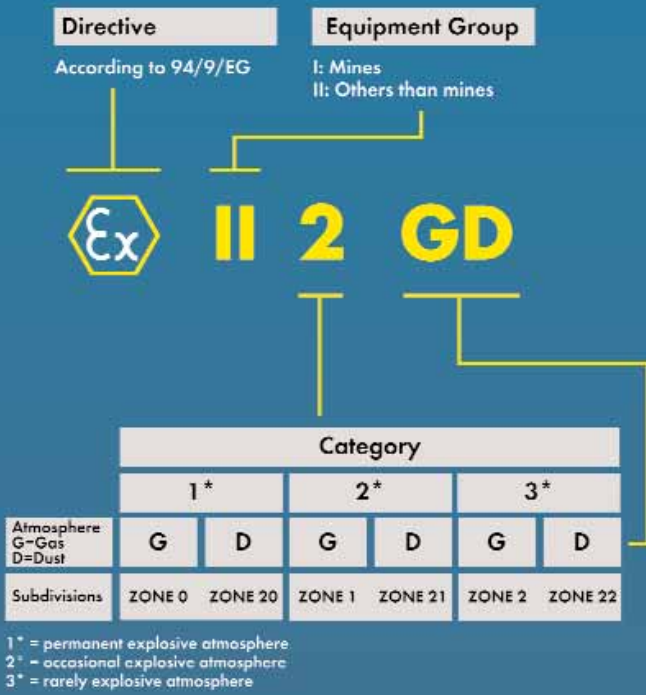 Directive
According to 94/9/EG
Equipment Group
I: Mines
II: Others than mines
Ex II 2 GD
Category
1* 2* 3*
Atmosphere
G=Gas
D=Dust
G D G D G D
Subdivisions ZONE 0 ZONE 20 ZONE 1 ZONE 21 ZONE 2 ZONE 22
1* = permanent explosive atmosphere
2* = occasional explosive atmosphere
3* = rarely explosive atmosphere